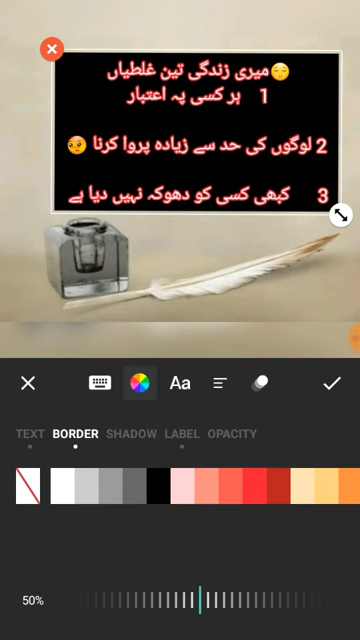 میری زندگی تین غلطیاں😌
1 ہر کسی پہ اعتبار
2 لوگوں کی حد سے زیادہ پروا کرنا 🥺
3 کبھی کسی کو دھوکہ نہیں دیا ہے
Aa
TEXT BORDER SHADOW LABEL OPACITY
50%